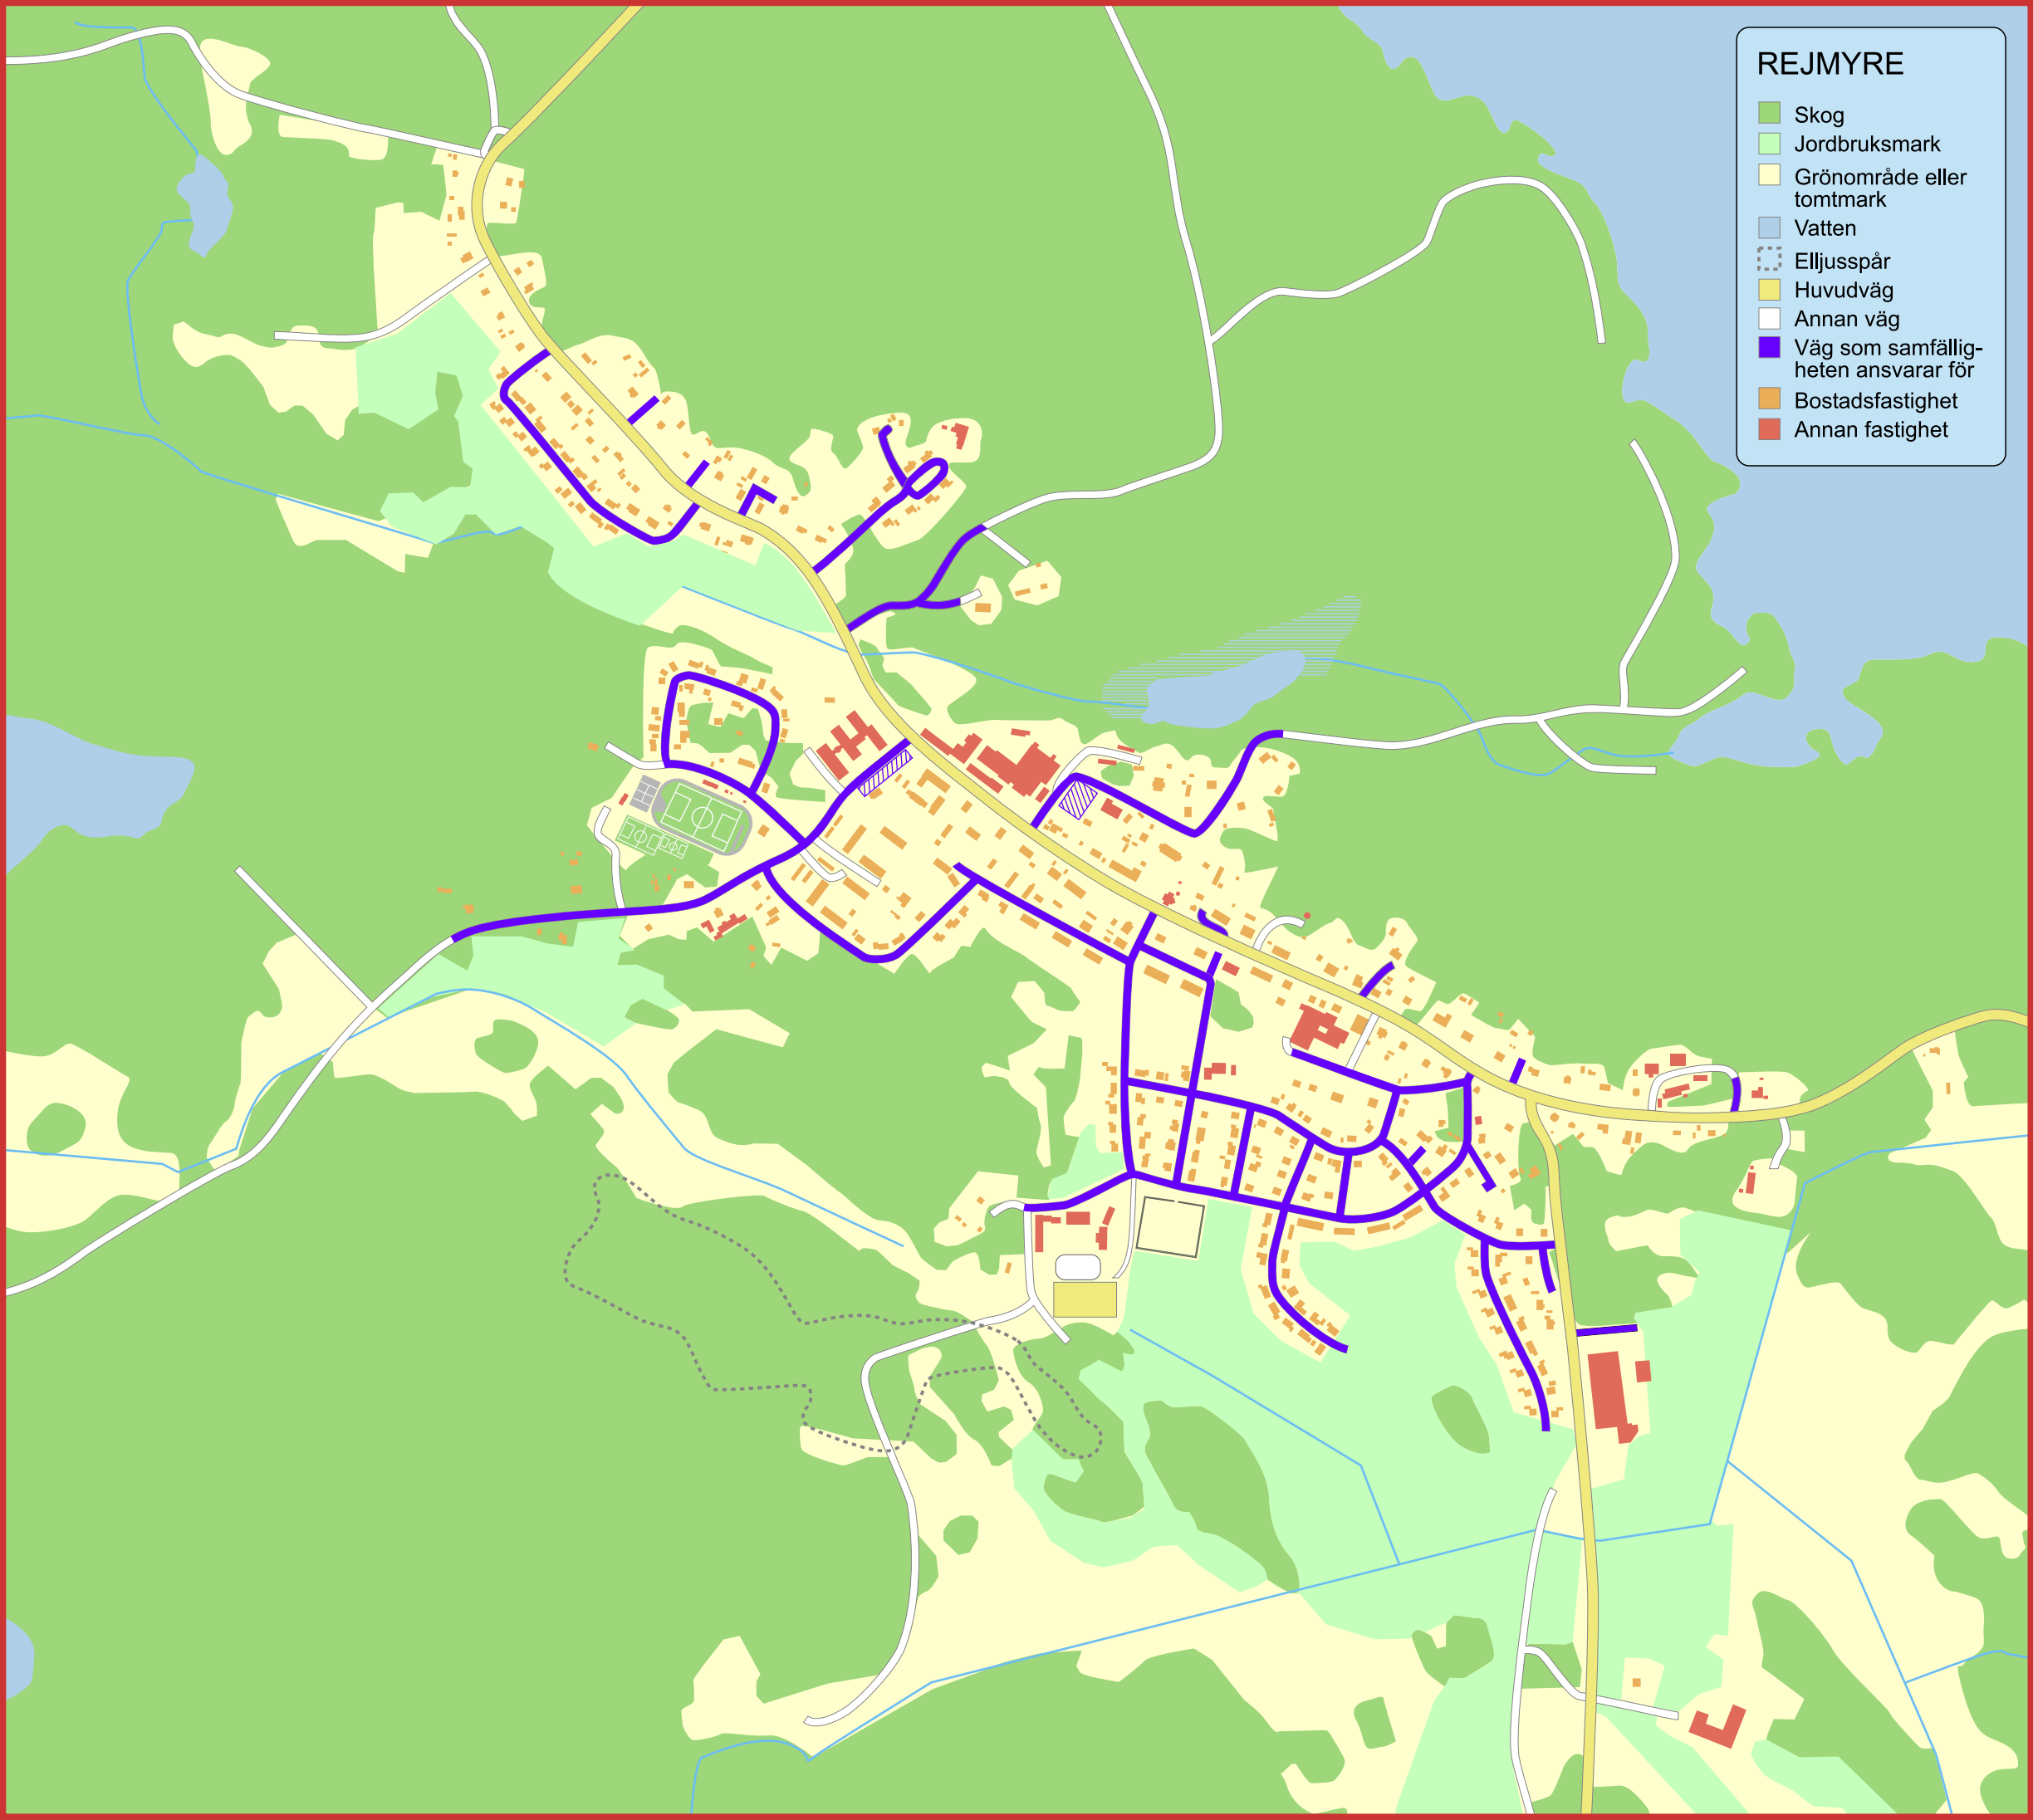 REJMYRE
Skog
Jordbruksmark
Grönområde eller
tomtmark
Vatten
Elljusspår
Huvudväg
Annan väg
Väg som samfällig-
heten ansvarar för
Bostadsfastighet
Annan fastighet